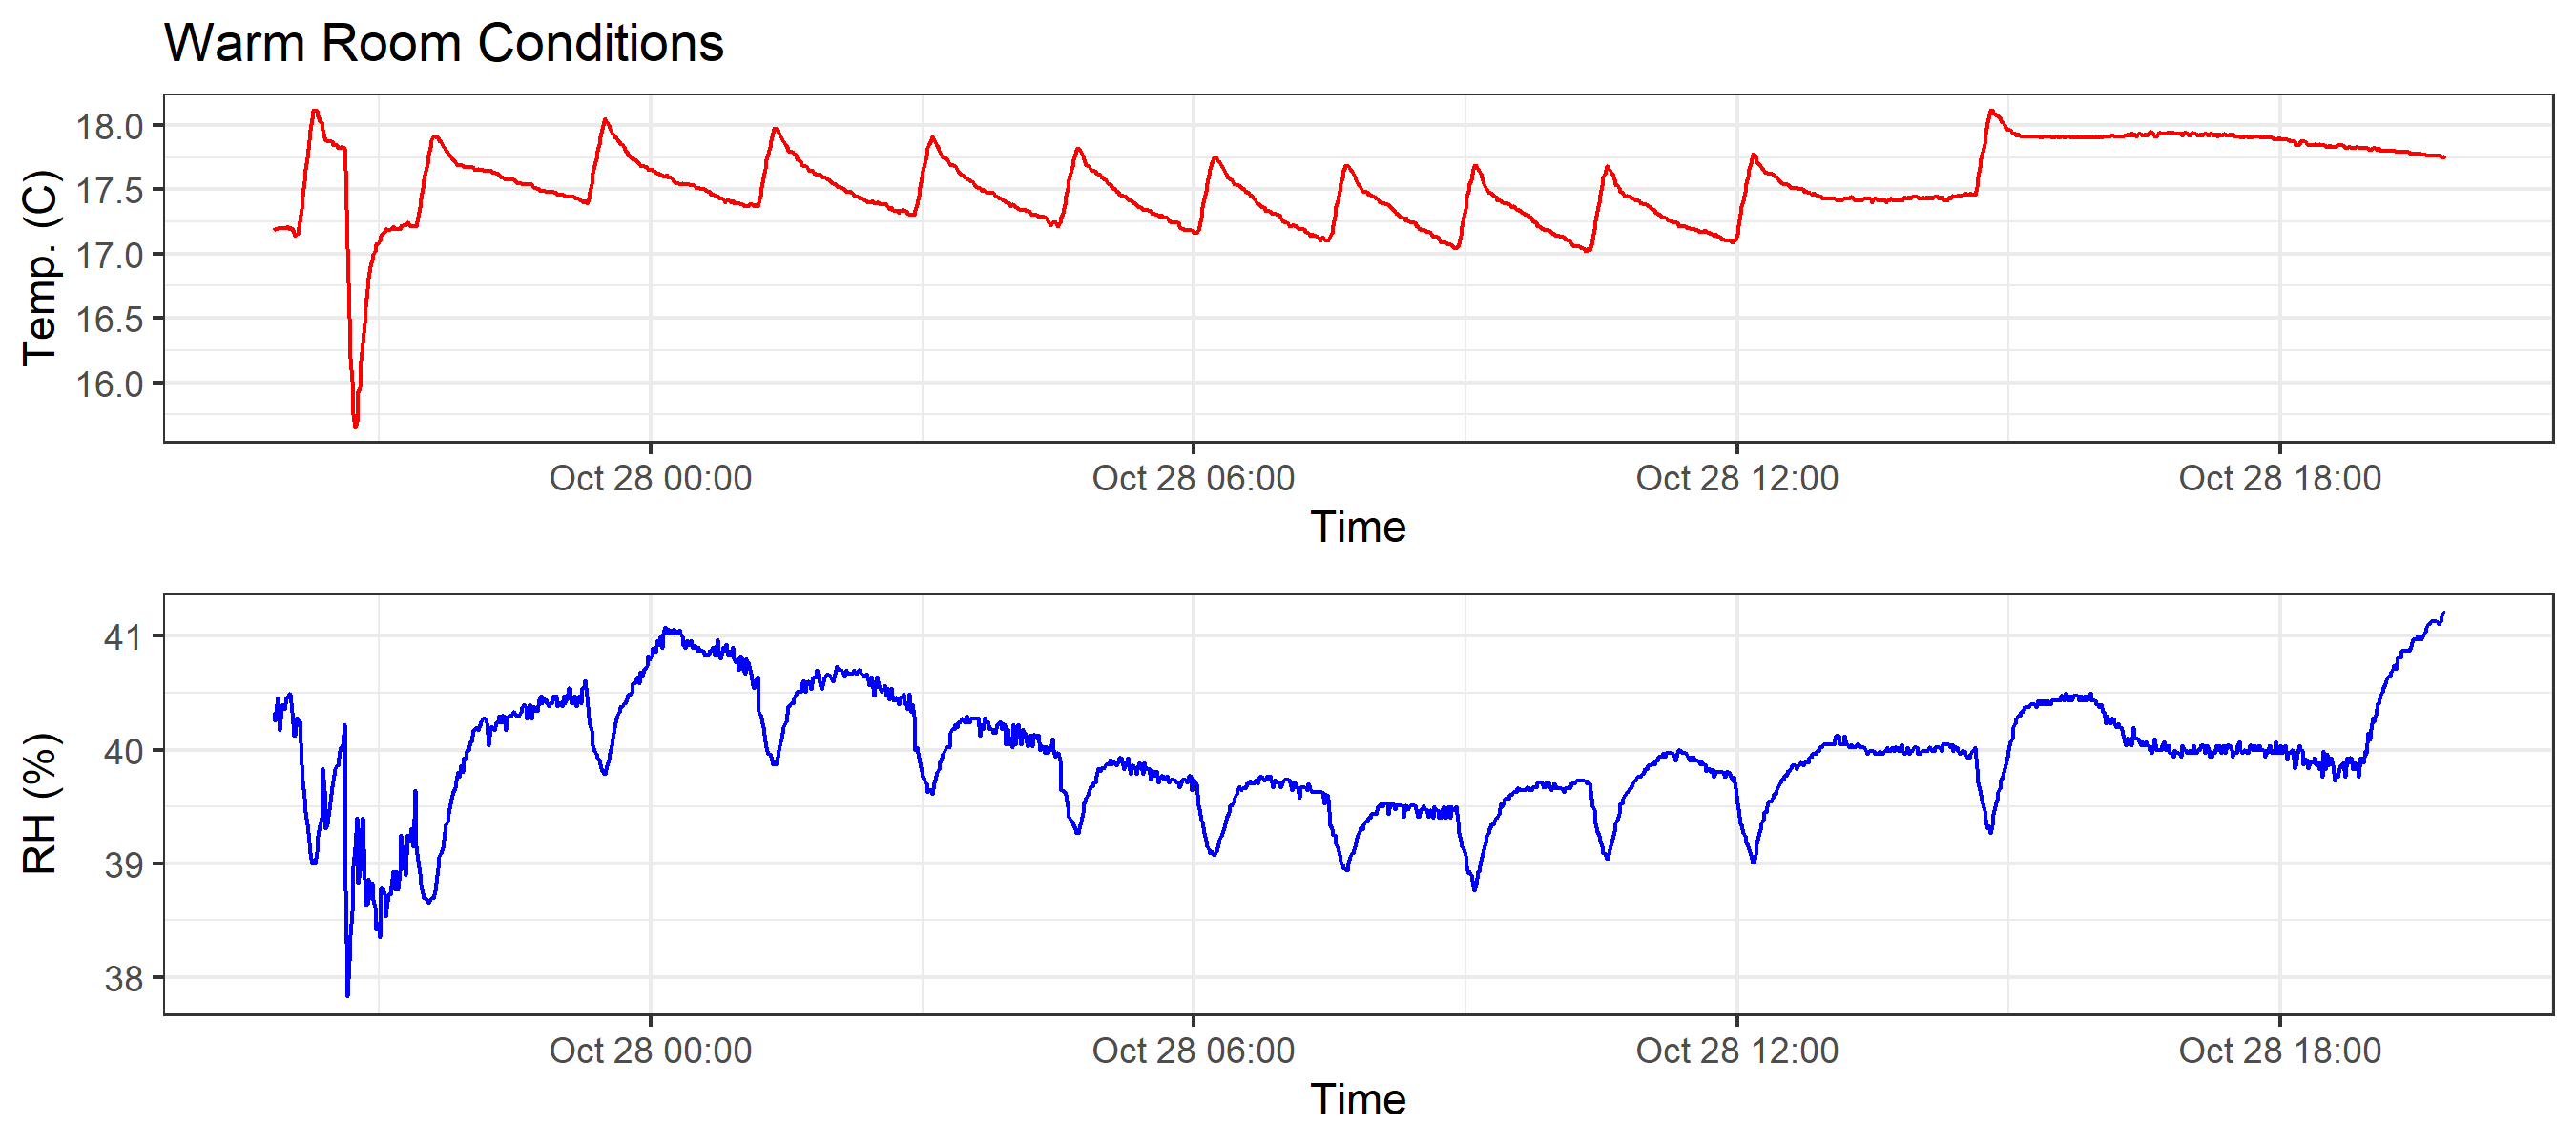 Warm Room Conditions
Temp. (C)
18.0
17.5
17.0
16.5
16.0
Oct 28 00:00 Oct 28 06:00 Oct 28 12:00 Oct 28 18:00
Time
RH (%)
41
40
39
38
Oct 28 00:00 Oct 28 06:00 Oct 28 12:00 Oct 28 18:00
Time